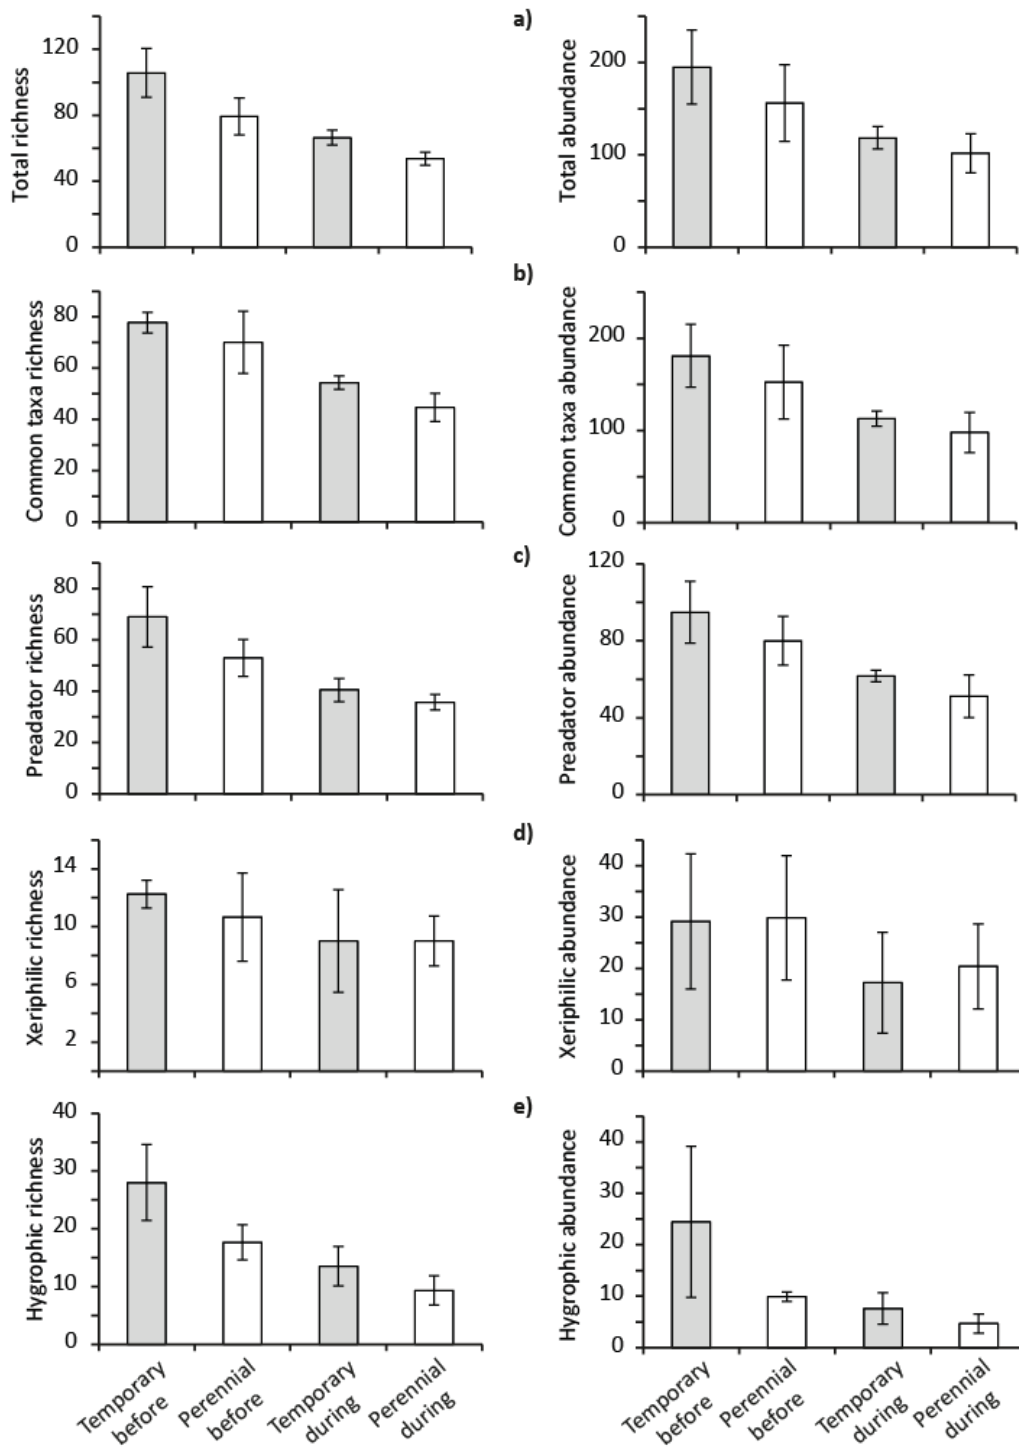 a)
Total richness
120
80
40
0
Total abundance
200
100
0
b)
Common taxa richness
80
60
40
20
0
Common taxa abundance
200
100
0
c)
Preadator richness
80
60
40
20
0
Preadator abundance
120
80
40
0
d)
Xeriphilic richness
14
10
6
2
Xeriphilic abundance
40
30
20
10
0
e)
Hygrophic richness
40
30
20
10
0
Hygrophic abundance
40
30
20
10
0
Temporary
before
Perennial
before
Temporary
during
Perennial
during
Temporary
before
Perennial
before
Temporary
during
Perennial
during